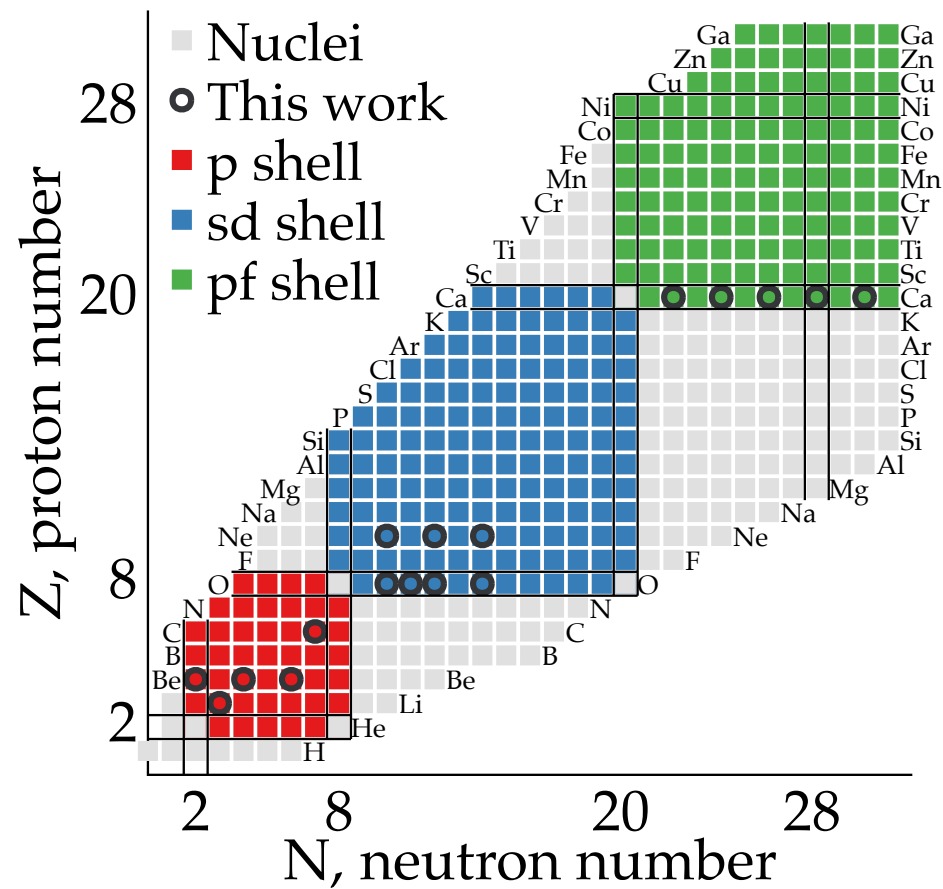 Nuclei
This work
p shell
sd shell
pf shell
Z, proton number
28
20
8
2
Ga Ga
Zn Zn
Cu Cu
Ni Ni
Co Co
Fe Fe
Mn Mn
Cr Cr
V V
Ti Ti
Sc Sc
Ca Ca
K K
Ar Ar
Cl Cl
S S
P P
Si Si
Al Al
Mg Mg
Na Na
Ne Ne
F F
O O
N N
C C
B B
Be Be
Li
He
H
2 8 20 28
N, neutron number